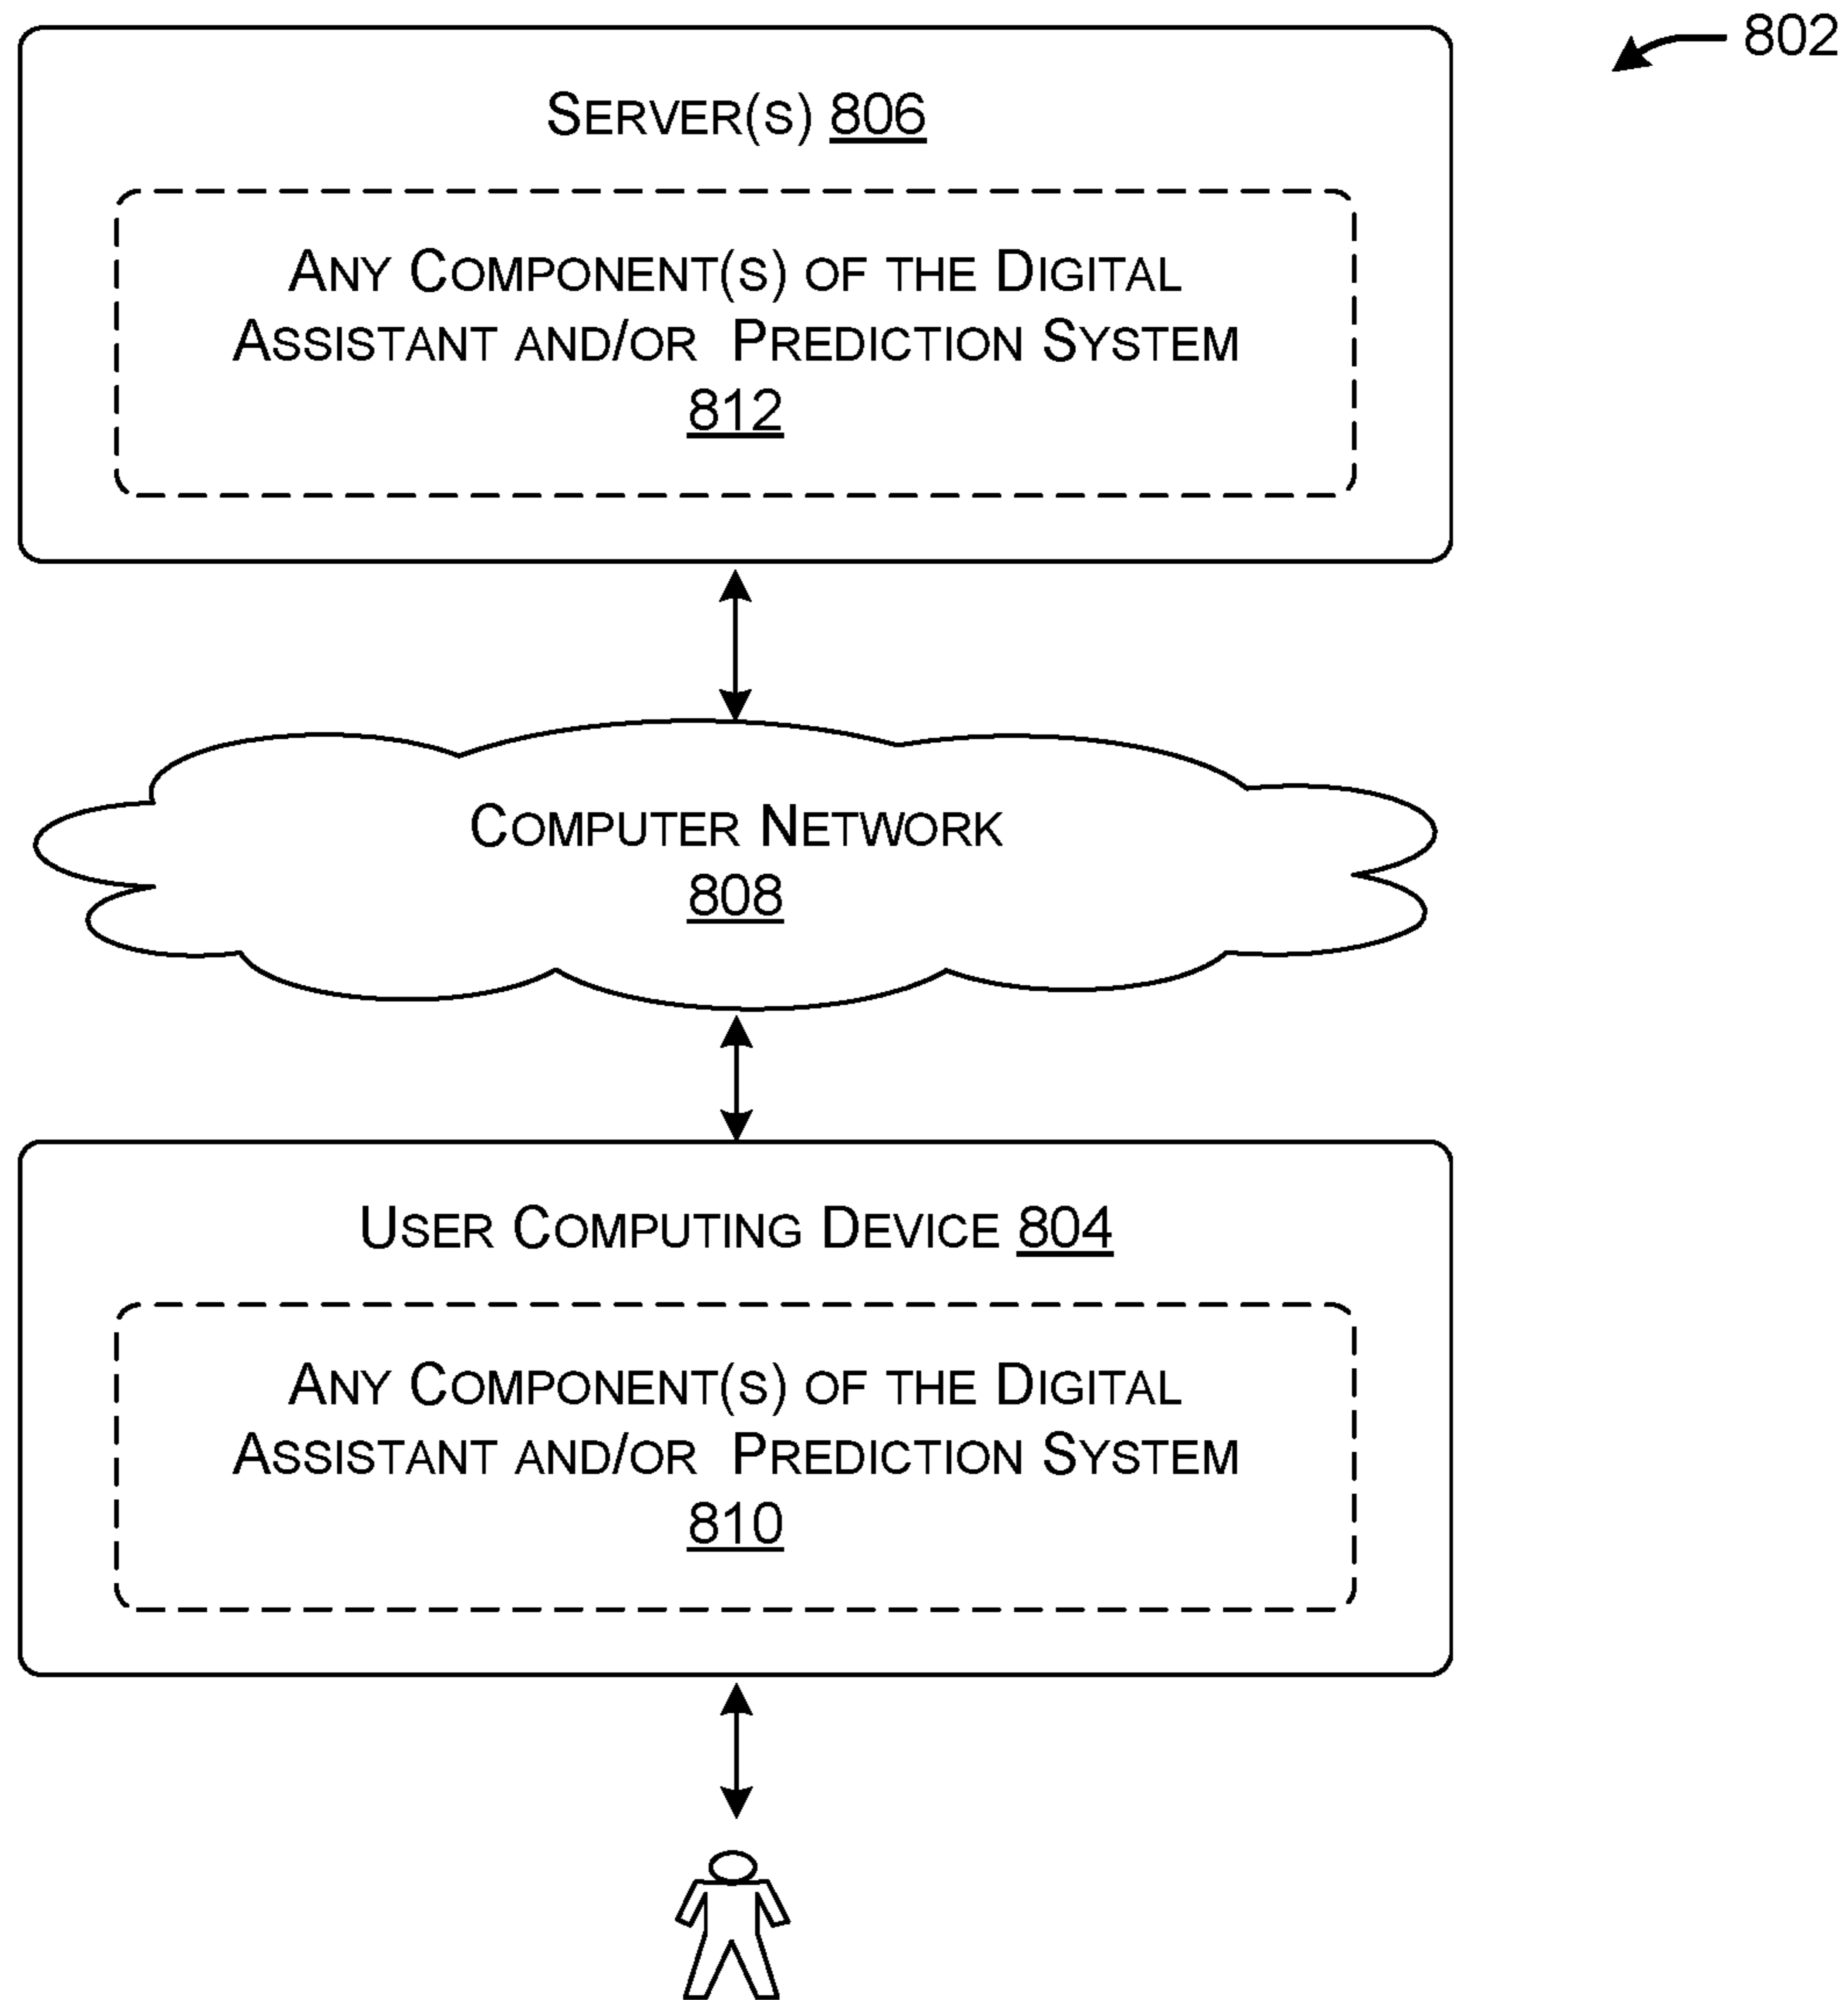 802
SERVER(S) 806
ANY COMPONENT(S) OF THE DIGITAL
ASSISTANT AND/OR PREDICTION SYSTEM
812
COMPUTER NETWORK
808
USER COMPUTING DEVICE 804
ANY COMPONENT(S) OF THE DIGITAL
ASSISTANT AND/OR PREDICTION SYSTEM
810